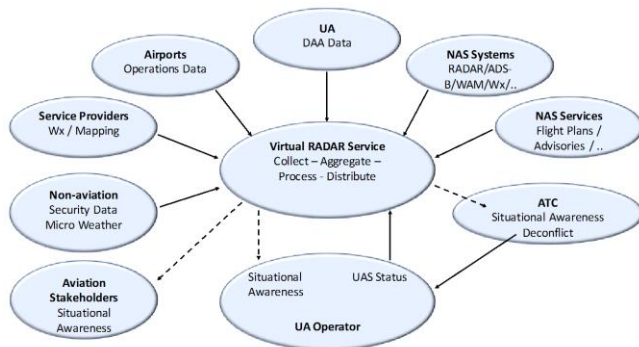 UA
DAA Data
Airports
Operations Data
NAS Systems
RADAR/ADS-
B/WAM/Wx/..
Service Providers
Wx / Mapping
NAS Services
Flight Plans /
Advisories / ..
Virtual RADAR Service
Collect – Aggregate –
Process - Distribute
Non-aviation
Security Data
Micro Weather
ATC
Situational Awareness
Deconflict
Aviation
Stakeholders
Situational
Awareness
Situational
Awareness
UAS Status
UA Operator